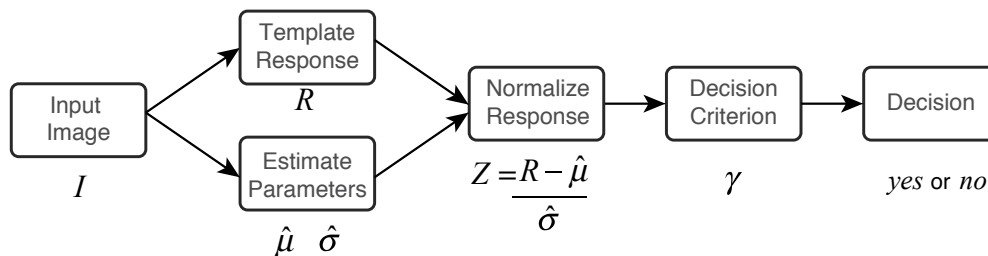 Template
Response
R
Input
Image
I
Estimate
Parameters
μ̂ σ̂
Normalize
Response
Z = (R − μ̂) / σ̂
Decision
Criterion
γ
Decision
yes or no